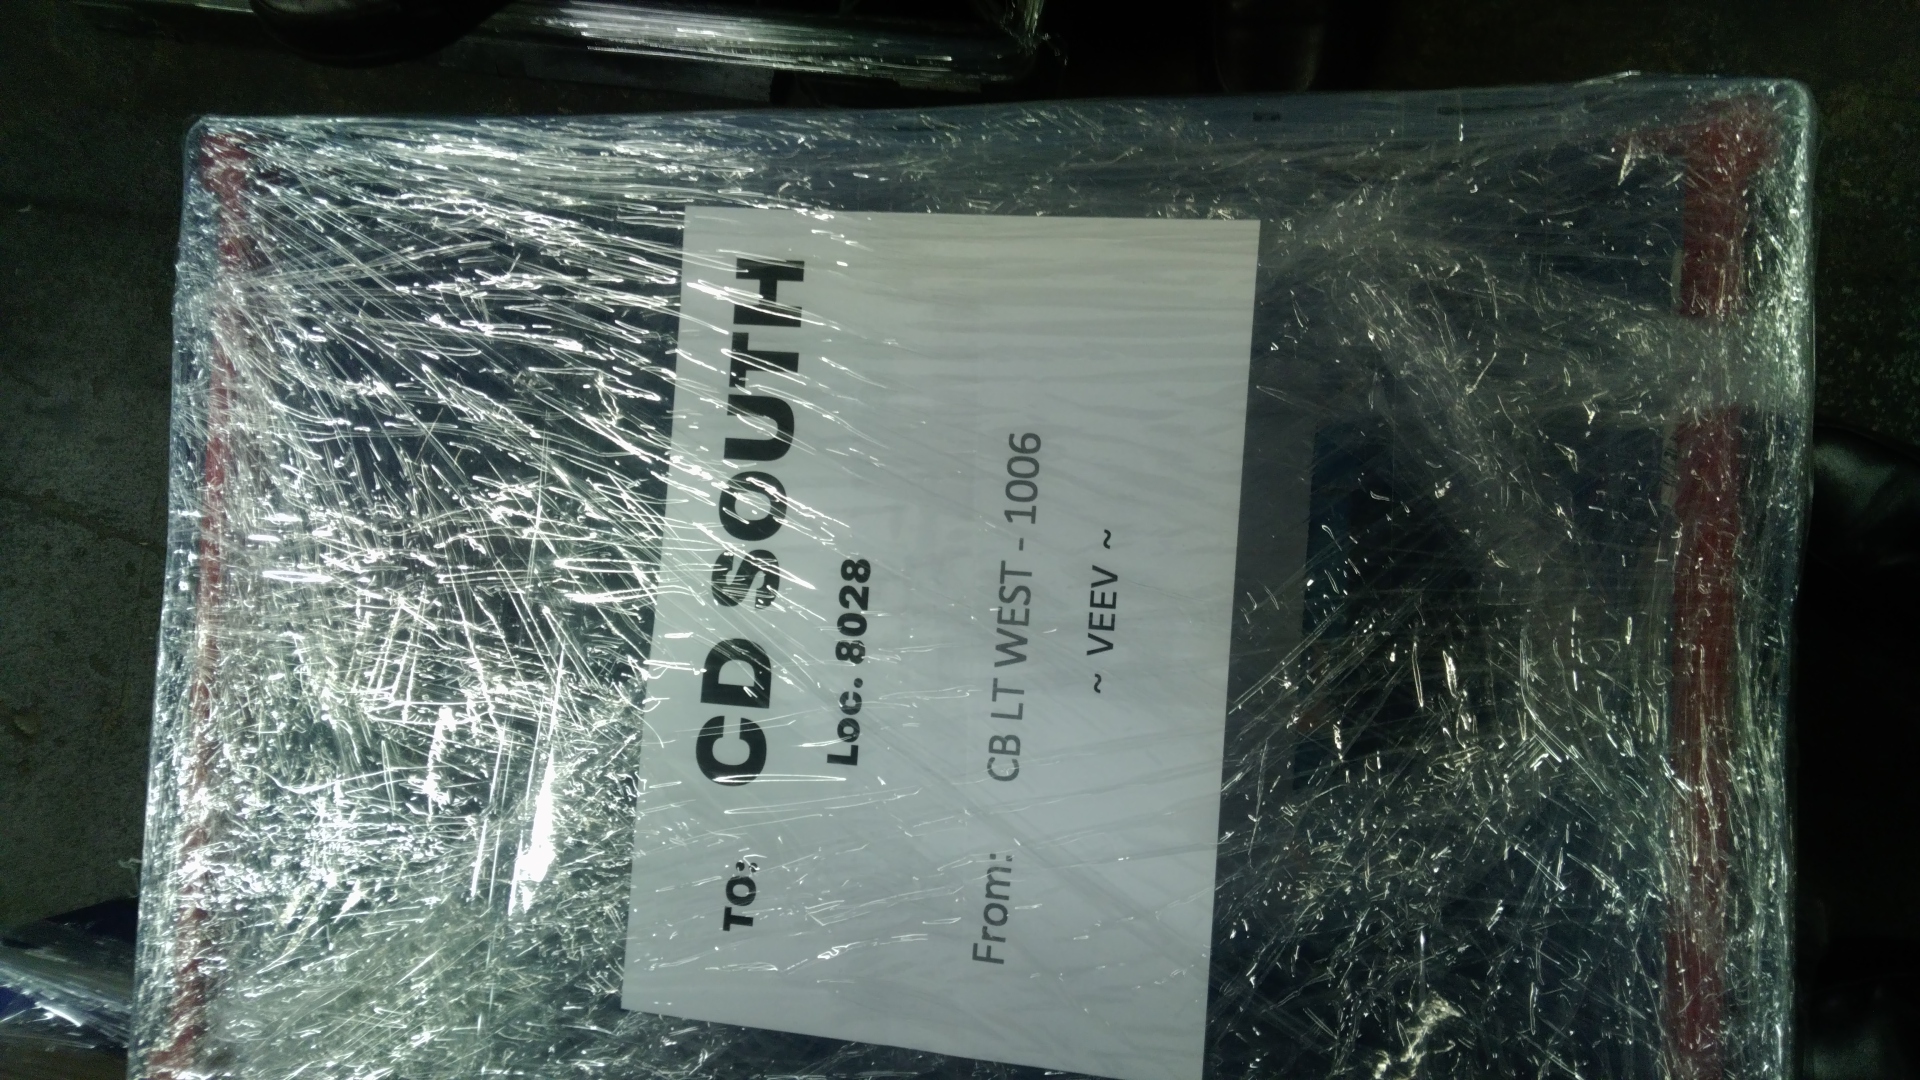 TO: CD SOUTH
Loc. 8028
From: CB LT WEST - 1006
~ VEEV ~